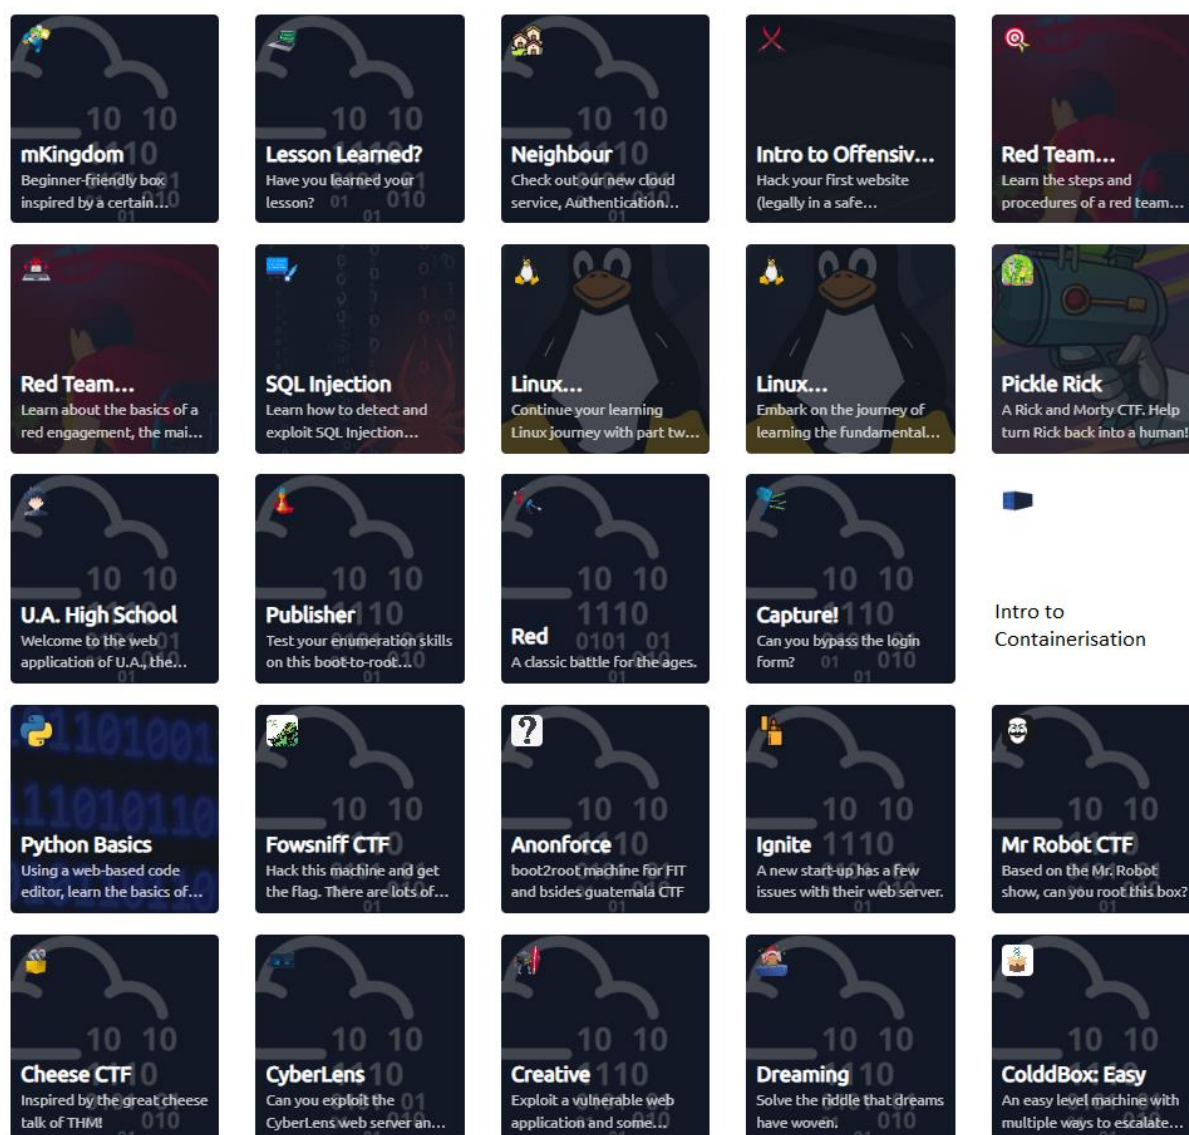 mKingdom
Beginner-friendly box
inspired by a certain...
Lesson Learned?
Have you learned your
lesson?
Neighbour
Check out our new cloud
service, Authentication...
Intro to Offensiv...
Hack your first website
(legally in a safe...
Red Team...
Learn the steps and
procedures of a red team...
Red Team...
Learn about the basics of a
red engagement, the mai...
SQL Injection
Learn how to detect and
exploit SQL Injection...
Linux...
Continue your learning
Linux journey with part tw...
Linux...
Embark on the journey of
learning the fundamental...
Pickle Rick
A Rick and Morty CTF. Help
turn Rick back into a human!
U.A. High School
Welcome to the web
application of U.A., the...
Publisher
Test your enumeration skills
on this boot-to-root...
Red
A classic battle for the ages.
Capture!
Can you bypass the login
form?
Intro to
Containerisation
Python Basics
Using a web-based code
editor, learn the basics of...
Fowsniff CTF
Hack this machine and get
the flag. There are lots of...
Anonforce
boot2root machine for FIT
and bsides guatemala CTF
Ignite
A new start-up has a few
issues with their web server.
Mr Robot CTF
Based on the Mr. Robot
show, can you root this box?
Cheese CTF
Inspired by the great cheese
talk of THM!
CyberLens
Can you exploit the
CyberLens web server an...
Creative
Exploit a vulnerable web
application and some...
Dreaming
Solve the riddle that dreams
have woven.
ColddBox: Easy
An easy level machine with
multiple ways to escalate...